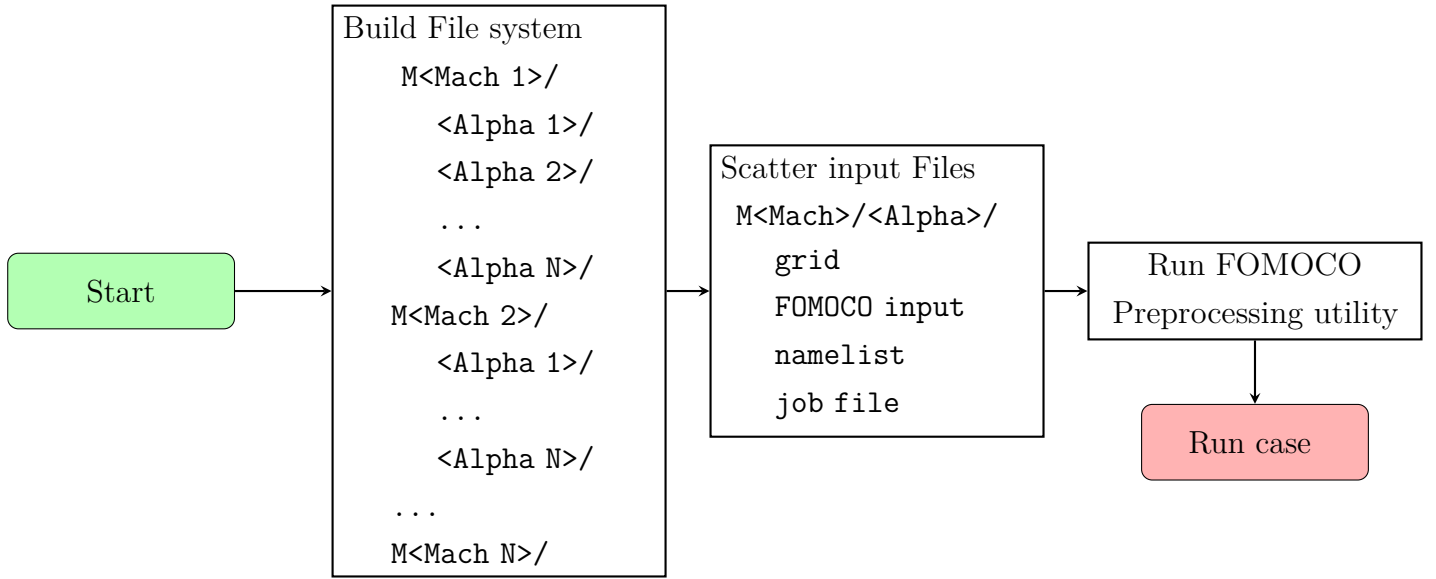 Start
Build File system
M<Mach 1>/
<Alpha 1>/
<Alpha 2>/
...
<Alpha N>/
M<Mach 2>/
<Alpha 1>/
...
<Alpha N>/
...
M<Mach N>/
Scatter input Files
M<Mach>/<Alpha>/
grid
FOMOCO input
namelist
job file
Run FOMOCO
Preprocessing utility
Run case